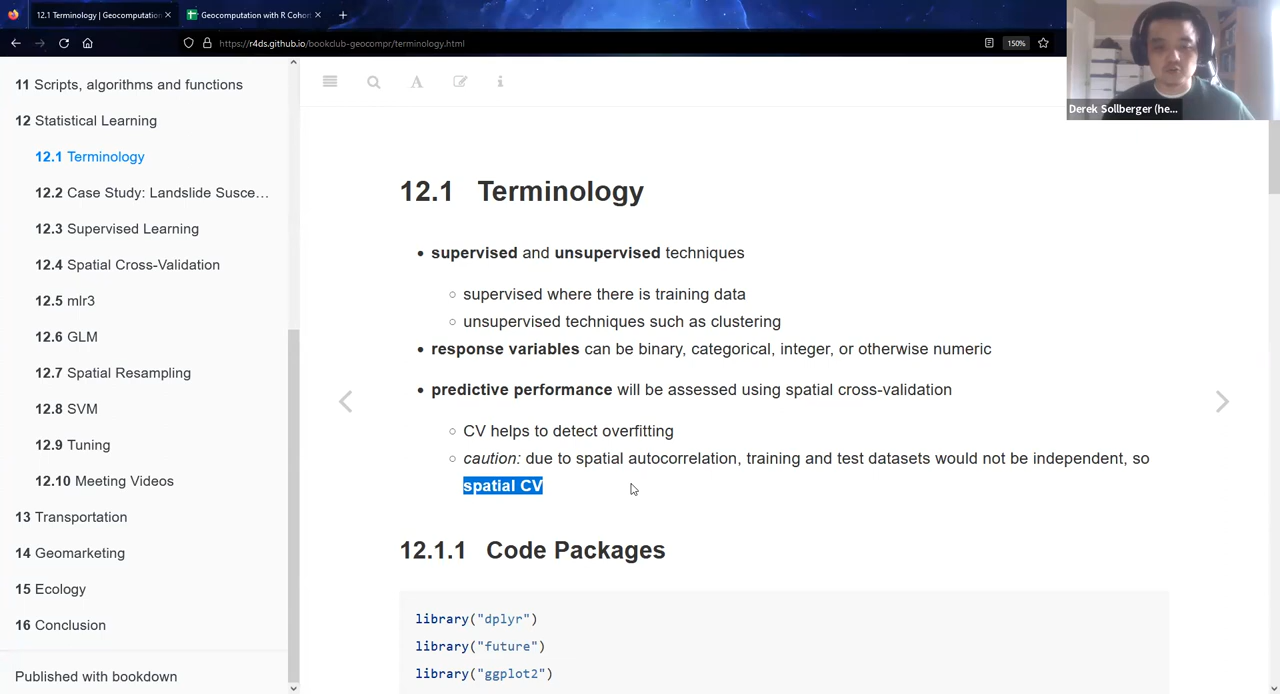 12.1 Terminology | Geocomputation
Geocomputation with R Cohor
https://r4ds.github.io/bookclub-geocompr/terminology.html
150%
Derek Sollberger (he...
11 Scripts, algorithms and functions
12 Statistical Learning
12.1 Terminology
12.2 Case Study: Landslide Susce...
12.3 Supervised Learning
12.4 Spatial Cross-Validation
12.5 mlr3
12.6 GLM
12.7 Spatial Resampling
12.8 SVM
12.9 Tuning
12.10 Meeting Videos
13 Transportation
14 Geomarketing
15 Ecology
16 Conclusion
Published with bookdown
12.1 Terminology
supervised and unsupervised techniques
supervised where there is training data
unsupervised techniques such as clustering
response variables can be binary, categorical, integer, or otherwise numeric
predictive performance will be assessed using spatial cross-validation
CV helps to detect overfitting
caution: due to spatial autocorrelation, training and test datasets would not be independent, so
spatial CV
12.1.1 Code Packages
library("dplyr")
library("future")
library("ggplot2")